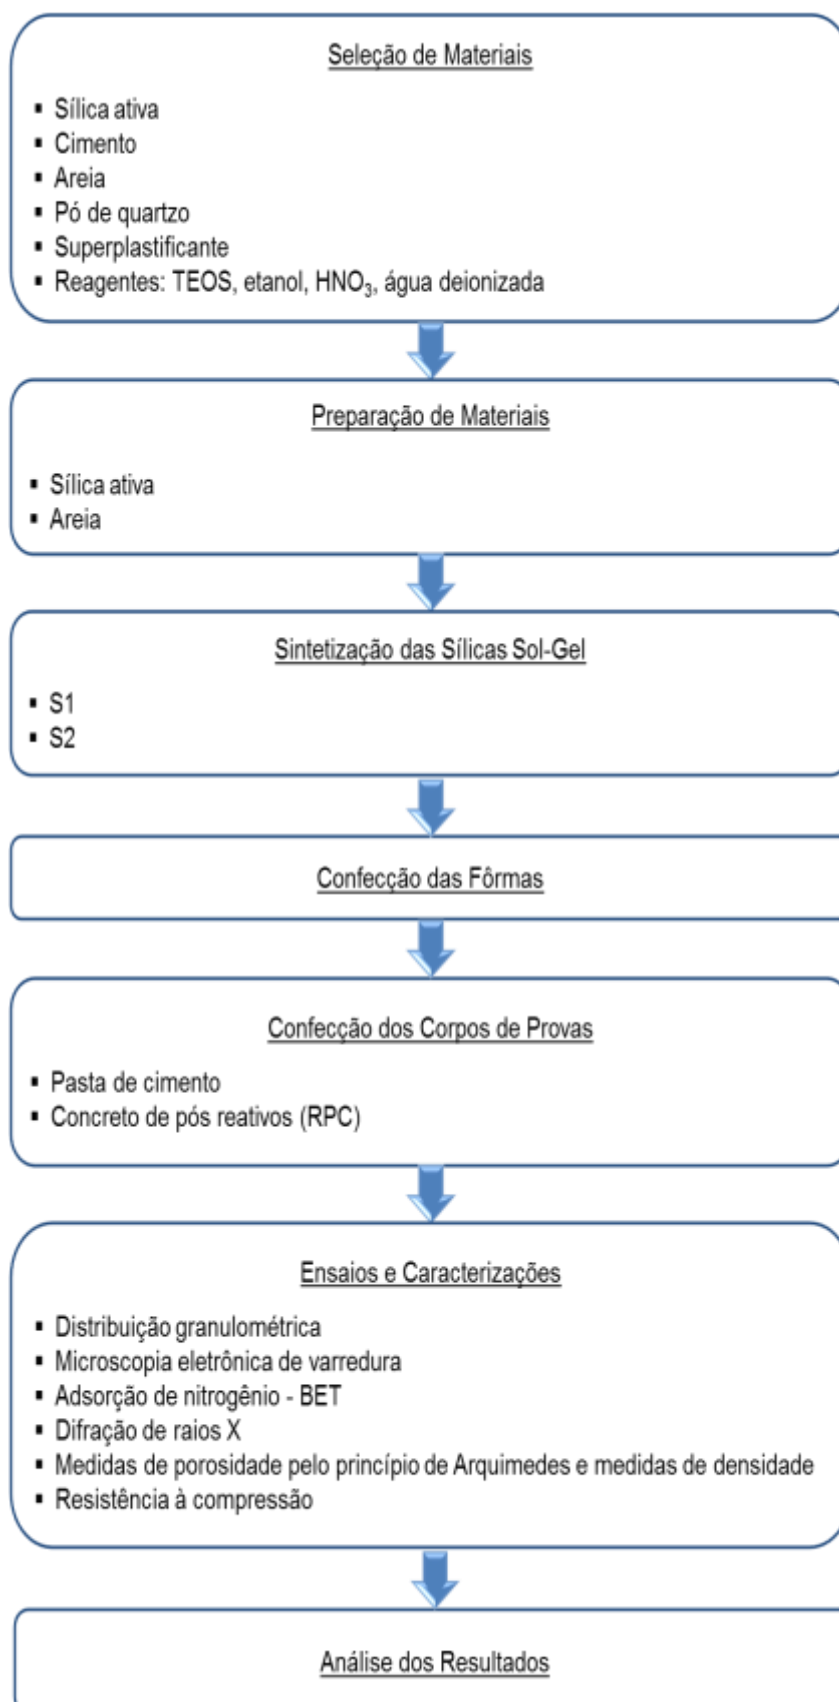 Seleção de Materiais
▪ Sílica ativa
▪ Cimento
▪ Areia
▪ Pó de quartzo
▪ Superplastificante
▪ Reagentes: TEOS, etanol, HNO₃, água deionizada
Preparação de Materiais
▪ Sílica ativa
▪ Areia
Sintetização das Sílicas Sol-Gel
▪ S1
▪ S2
Confecção das Fôrmas
Confecção dos Corpos de Provas
▪ Pasta de cimento
▪ Concreto de pós reativos (RPC)
Ensaios e Caracterizações
▪ Distribuição granulométrica
▪ Microscopia eletrônica de varredura
▪ Adsorção de nitrogênio - BET
▪ Difração de raios X
▪ Medidas de porosidade pelo princípio de Arquimedes e medidas de densidade
▪ Resistência à compressão
Análise dos Resultados